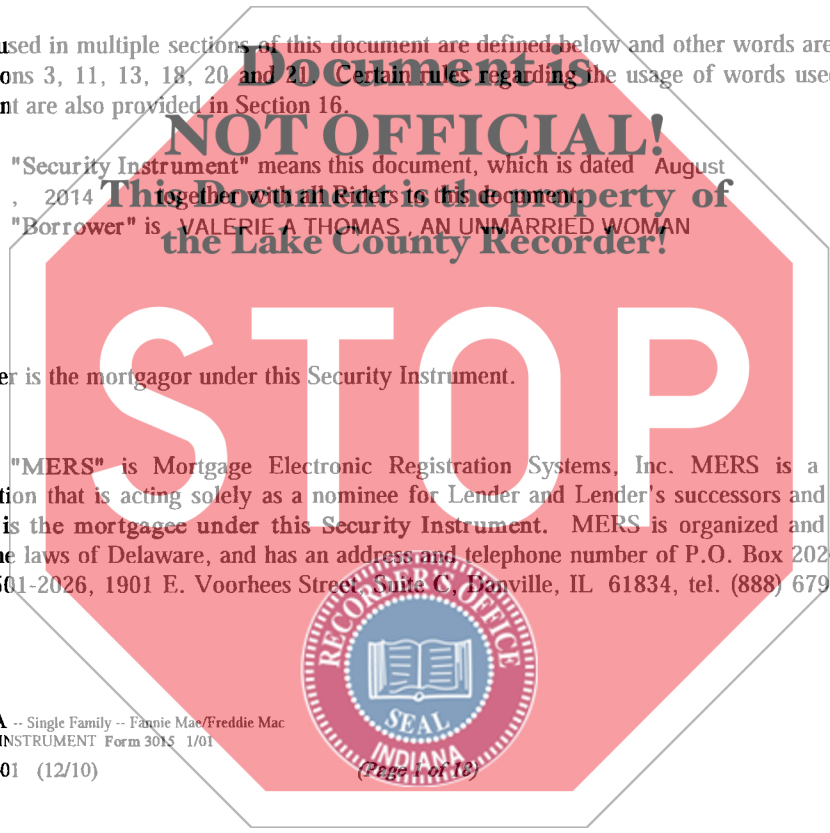 used in multiple sections of this document are defined below and other words are
ons 3, 11, 13, 18, 20 and 21. Certain rules regarding the usage of words used
Document is
nt are also provided in Section 16.
NOT OFFICIAL!
"Security Instrument" means this document, which is dated August
, 2014 together with all Riders to this document.
This Document is the property of
"Borrower" is VALERIE A THOMAS , AN UNMARRIED WOMAN
the Lake County Recorder!
STOP
er is the mortgagor under this Security Instrument.
"MERS" is Mortgage Electronic Registration Systems, Inc. MERS is a
tion that is acting solely as a nominee for Lender and Lender's successors and
is the mortgagee under this Security Instrument. MERS is organized and
he laws of Delaware, and has an address and telephone number of P.O. Box 202
501-2026, 1901 E. Voorhees Street, Suite C, Danville, IL 61834, tel. (888) 679
RECORDER'S OFFICE
SEAL
INDIANA
A -- Single Family -- Fannie Mae/Freddie Mac
INSTRUMENT Form 3015 1/01
01 (12/10)
(Page 1 of 18)